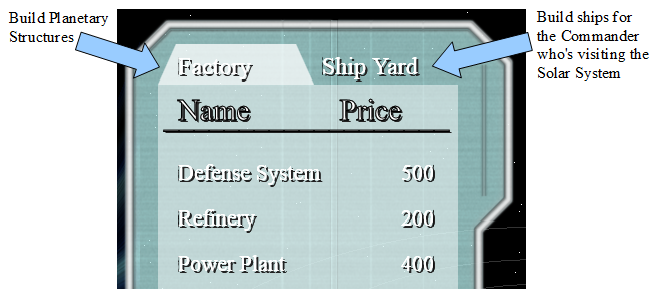 Build Planetary
Structures
Build ships for
the Commander
who's visiting the
Solar System
Factory Ship Yard
Name Price
Defense System 500
Refinery 200
Power Plant 400